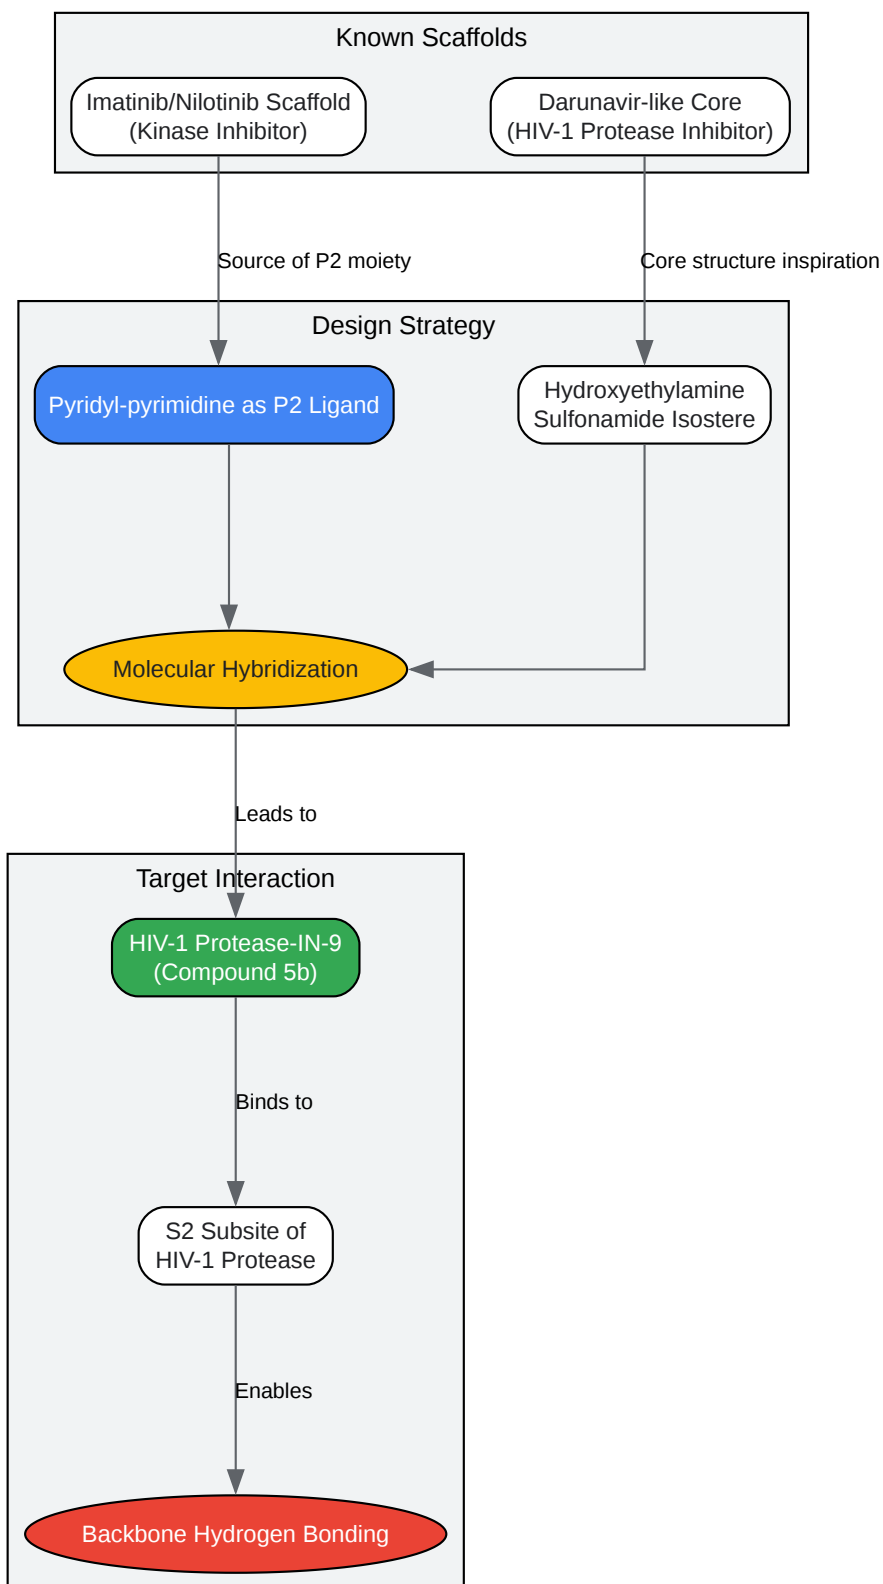 Known Scaffolds
Imatinib/Nilotinib Scaffold
(Kinase Inhibitor)
Darunavir-like Core
(HIV-1 Protease Inhibitor)
Source of P2 moiety
Core structure inspiration
Design Strategy
Pyridyl-pyrimidine as P2 Ligand
Hydroxyethylamine
Sulfonamide Isostere
Molecular Hybridization
Leads to
Target Interaction
HIV-1 Protease-IN-9
(Compound 5b)
Binds to
S2 Subsite of
HIV-1 Protease
Enables
Backbone Hydrogen Bonding